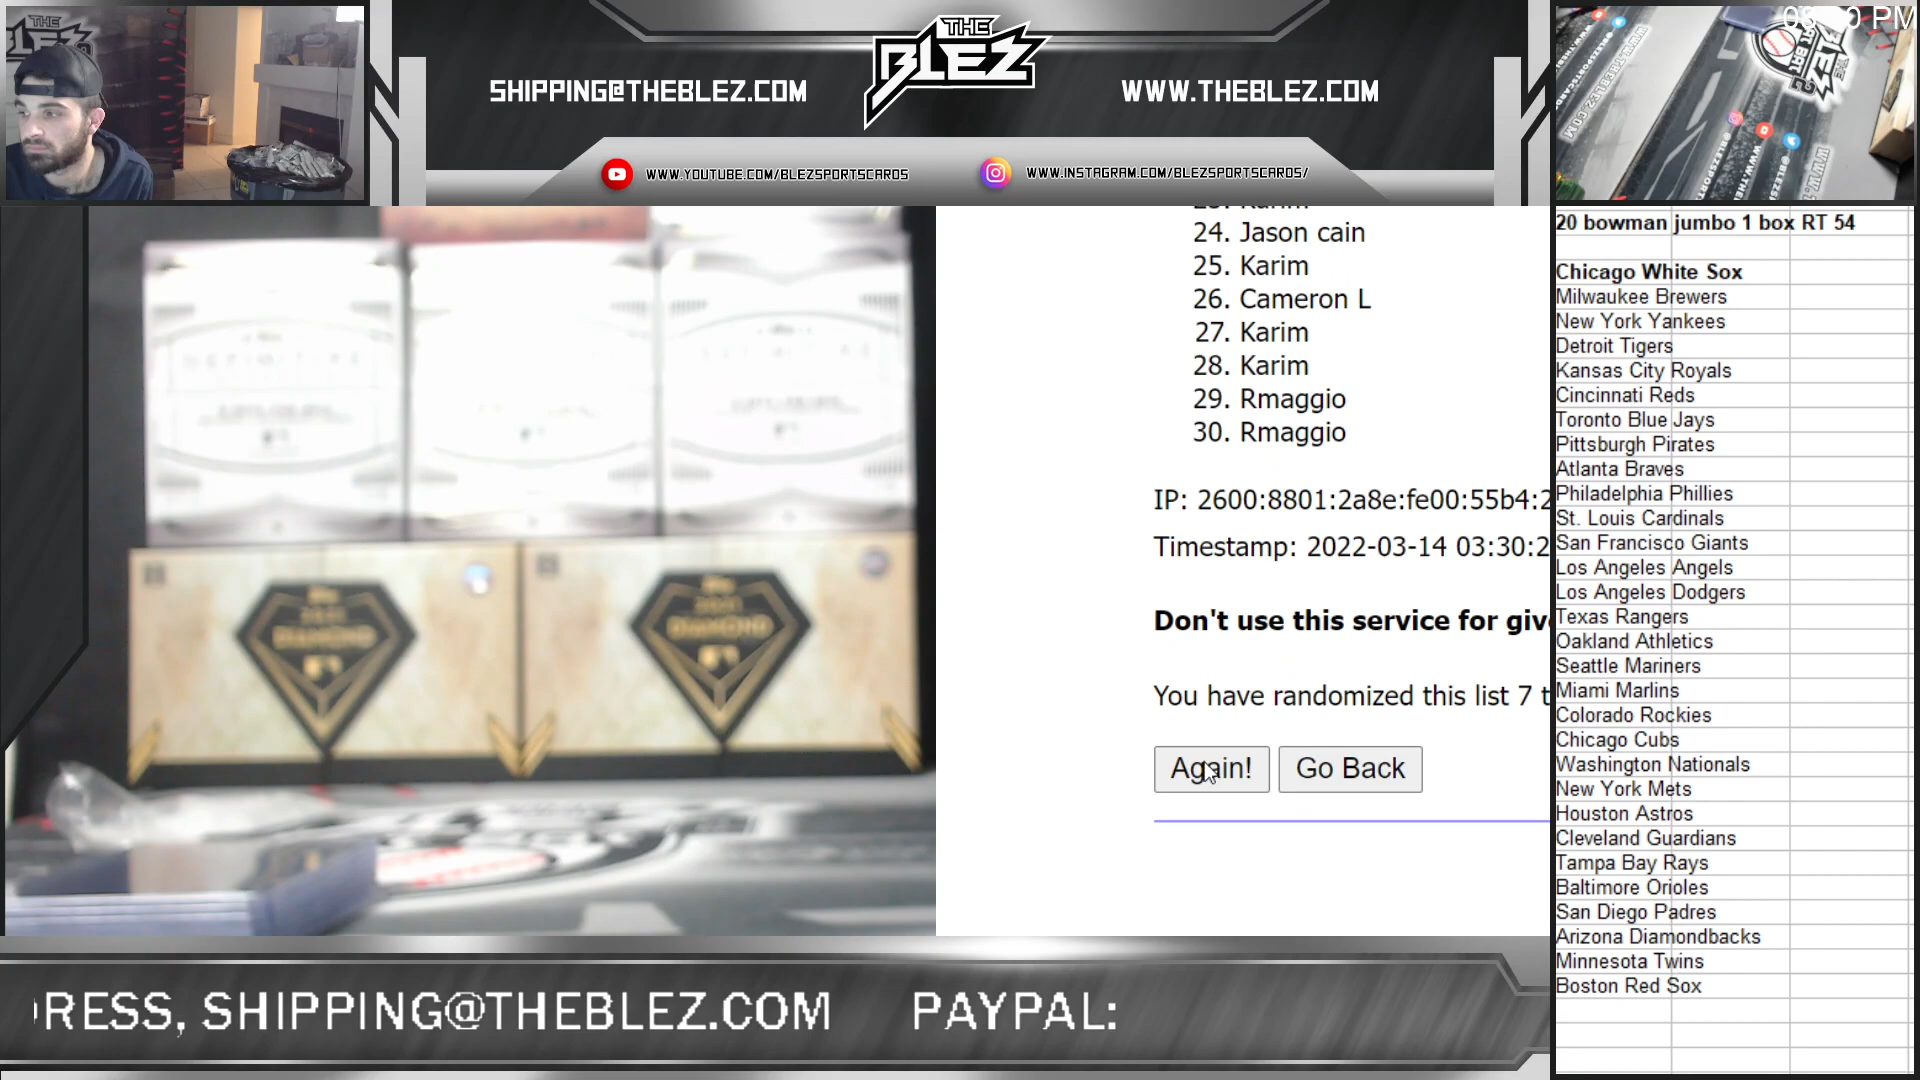 THE
BLEZ
SHIPPING@THEBLEZ.COM
WWW.THEBLEZ.COM
WWW.YOUTUBE.COM/BLEZSPORTSCARDS
WWW.INSTAGRAM.COM/BLEZSPORTSCARDS/
24. Jason cain
25. Karim
26. Cameron L
27. Karim
28. Karim
29. Rmaggio
30. Rmaggio
IP: 2600:8801:2a8e:fe00:55b4:2
Timestamp: 2022-03-14 03:30:2
Don't use this service for giv
You have randomized this list 7 t
Again! Go Back
20 bowman jumbo 1 box RT 54
Chicago White Sox
Milwaukee Brewers
New York Yankees
Detroit Tigers
Kansas City Royals
Cincinnati Reds
Toronto Blue Jays
Pittsburgh Pirates
Atlanta Braves
Philadelphia Phillies
St. Louis Cardinals
San Francisco Giants
Los Angeles Angels
Los Angeles Dodgers
Texas Rangers
Oakland Athletics
Seattle Mariners
Miami Marlins
Colorado Rockies
Chicago Cubs
Washington Nationals
New York Mets
Houston Astros
Cleveland Guardians
Tampa Bay Rays
Baltimore Orioles
San Diego Padres
Arizona Diamondbacks
Minnesota Twins
Boston Red Sox
2021
DIAMOND
2021
DIAMOND
RESS, SHIPPING@THEBLEZ.COM PAYPAL: